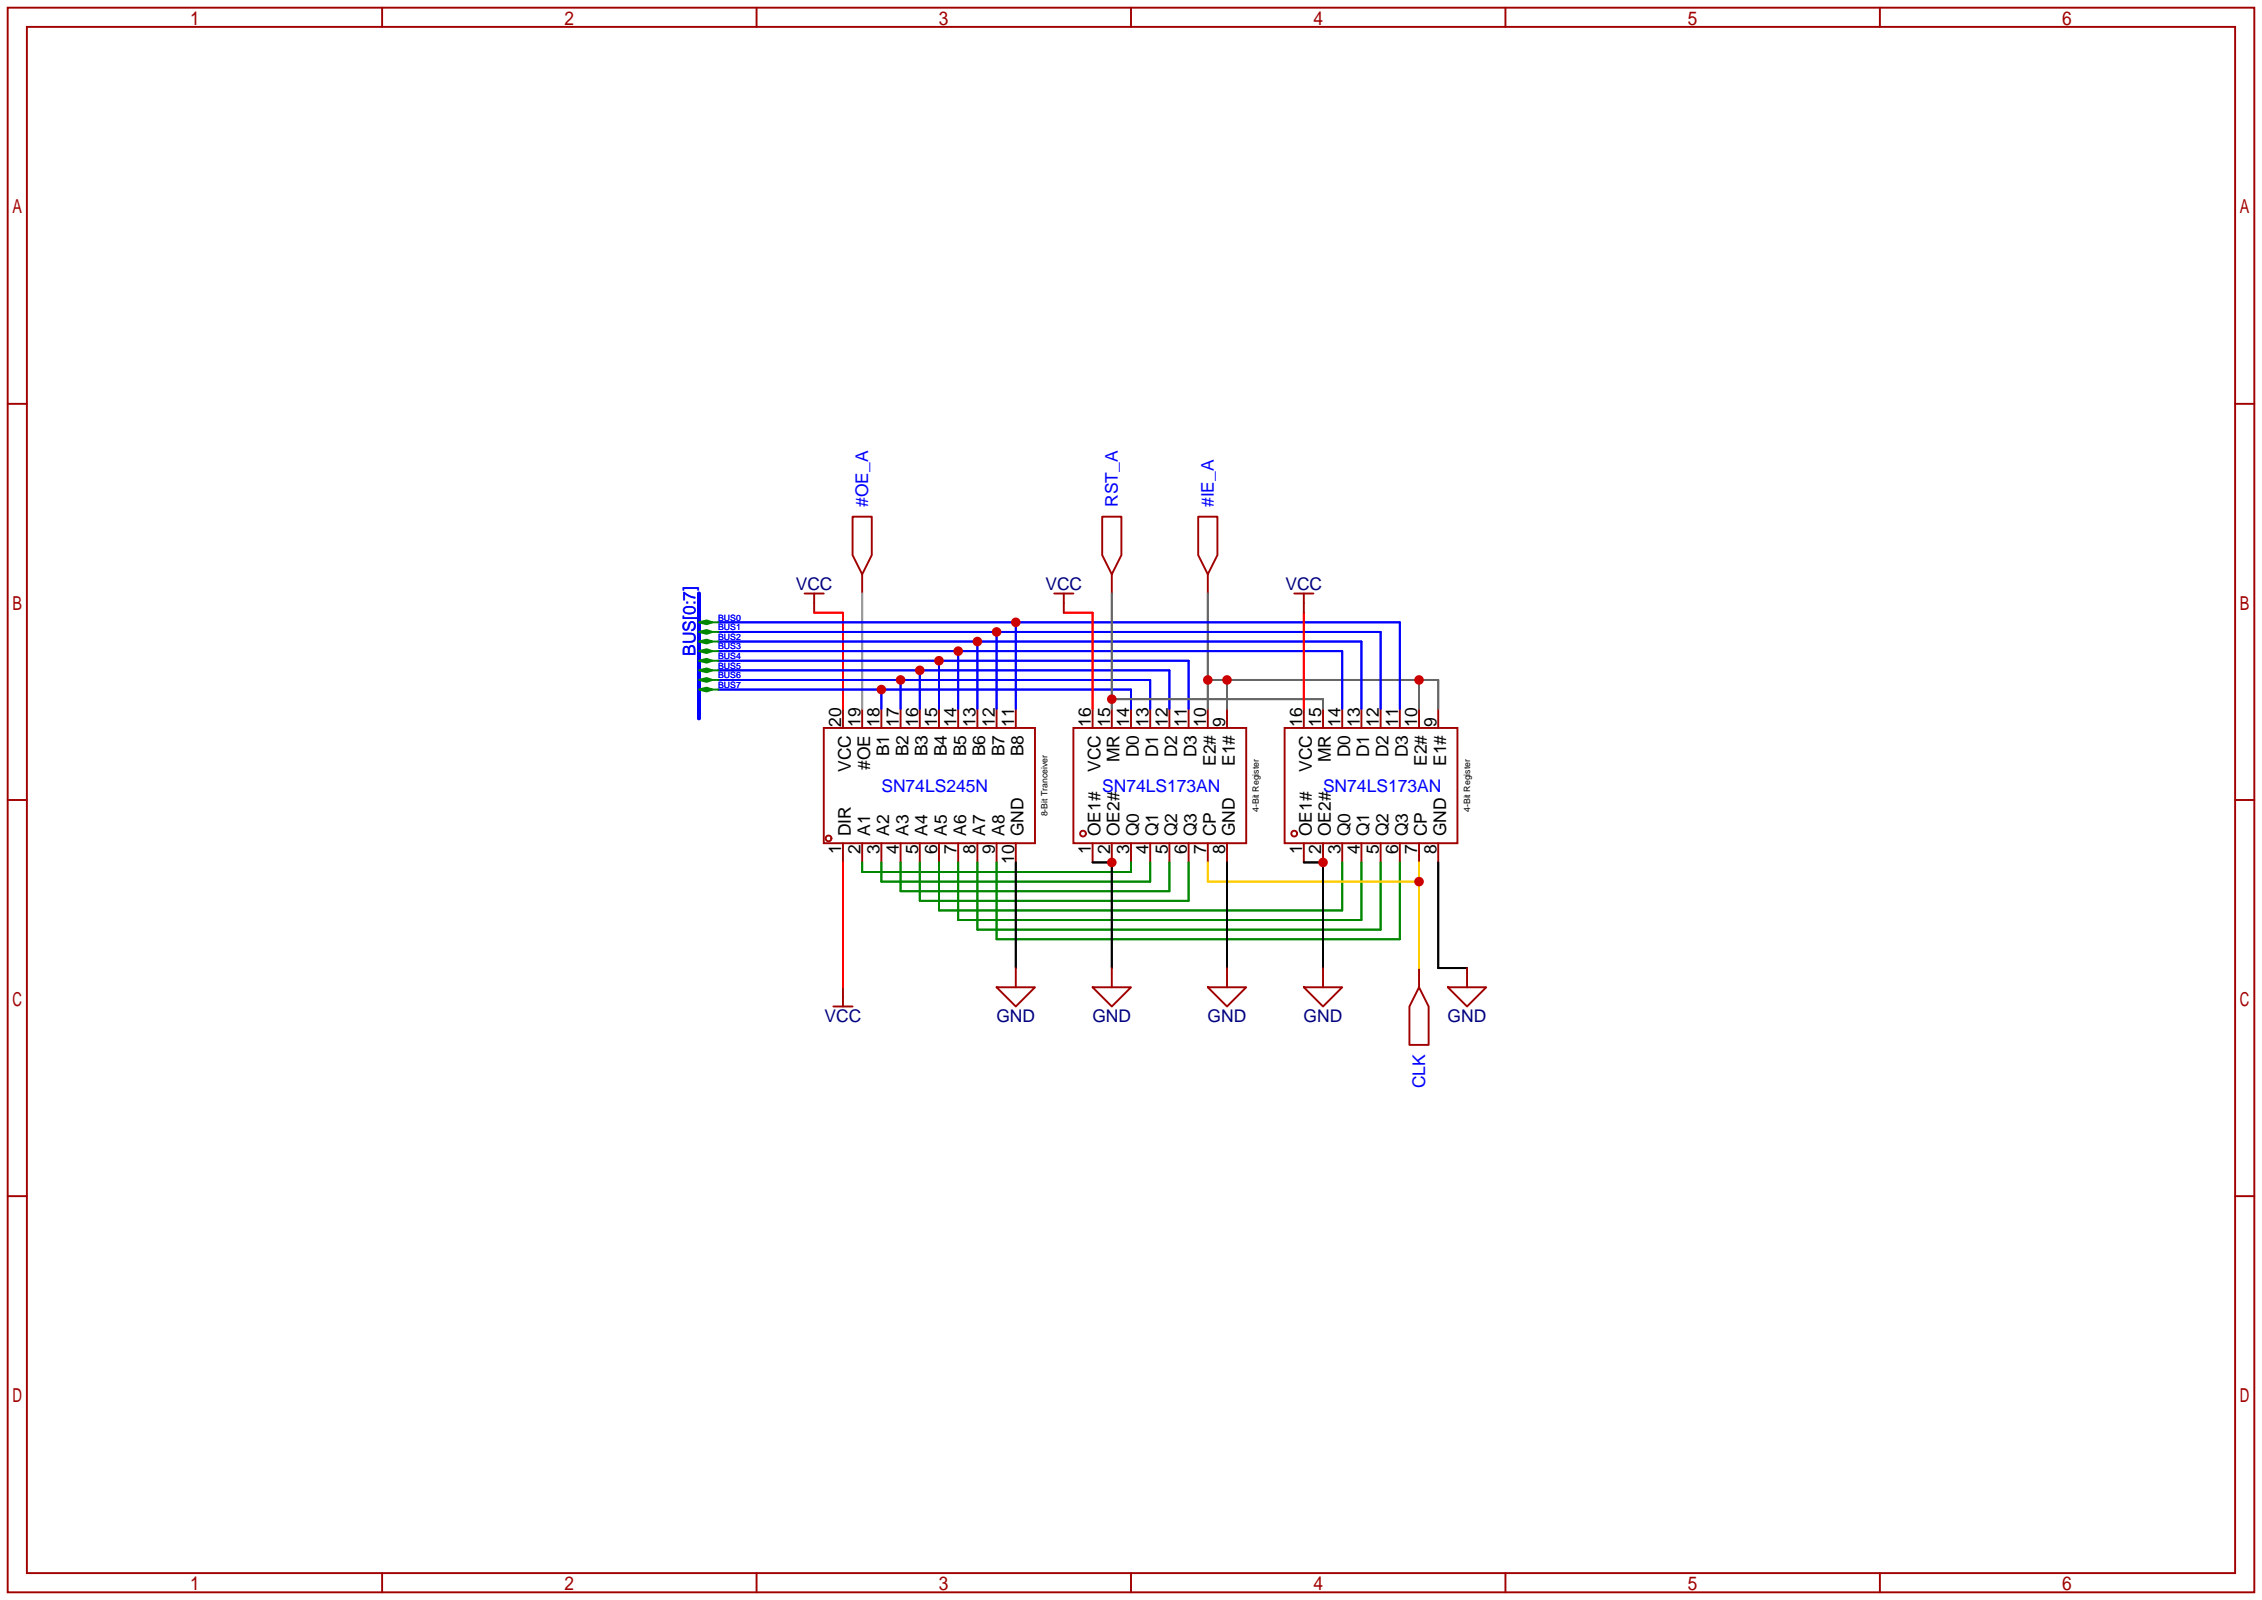 1 2 3 4 5 6
A A
#OE_A RST_A #IE_A
VCC VCC VCC
B B
BUS[0:7]
BUS0
BUS1
BUS2
BUS3
BUS4
BUS5
BUS6
BUS7
20 19 18 17 16 15 14 13 12 11
VCC #OE B1 B2 B3 B4 B5 B6 B7 B8
SN74LS245N
8-Bit Tranceiver
DIR A1 A2 A3 A4 A5 A6 A7 A8 GND
1 2 3 4 5 6 7 8 9 10
16 15 14 13 12 11 10 9
VCC MR D0 D1 D2 D3 E2# E1#
SN74LS173AN
4-Bit Register
OE1# OE2# Q0 Q1 Q2 Q3 CP GND
1 2 3 4 5 6 7 8
16 15 14 13 12 11 10 9
VCC MR D0 D1 D2 D3 E2# E1#
SN74LS173AN
4-Bit Register
OE1# OE2# Q0 Q1 Q2 Q3 CP GND
1 2 3 4 5 6 7 8
C C
VCC GND GND GND GND GND
CLK
D D
1 2 3 4 5 6